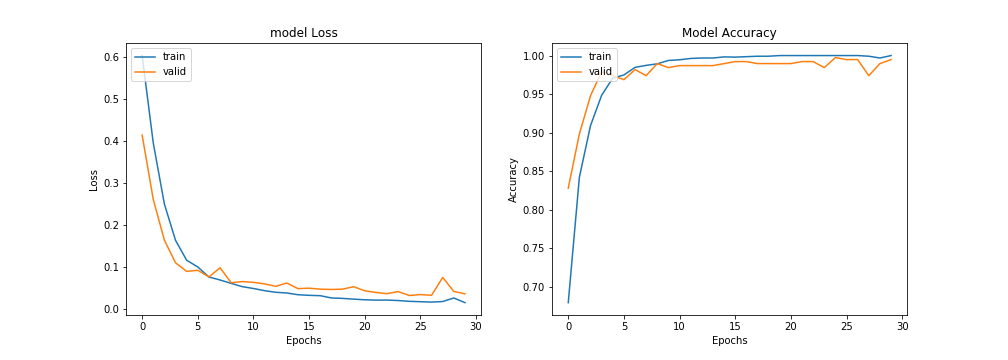 model Loss
train
valid
0.6
0.5
0.4
0.3
0.2
0.1
0.0
Loss
0 5 10 15 20 25 30
Epochs
Model Accuracy
train
valid
1.00
0.95
0.90
0.85
0.80
0.75
0.70
Accuracy
0 5 10 15 20 25 30
Epochs